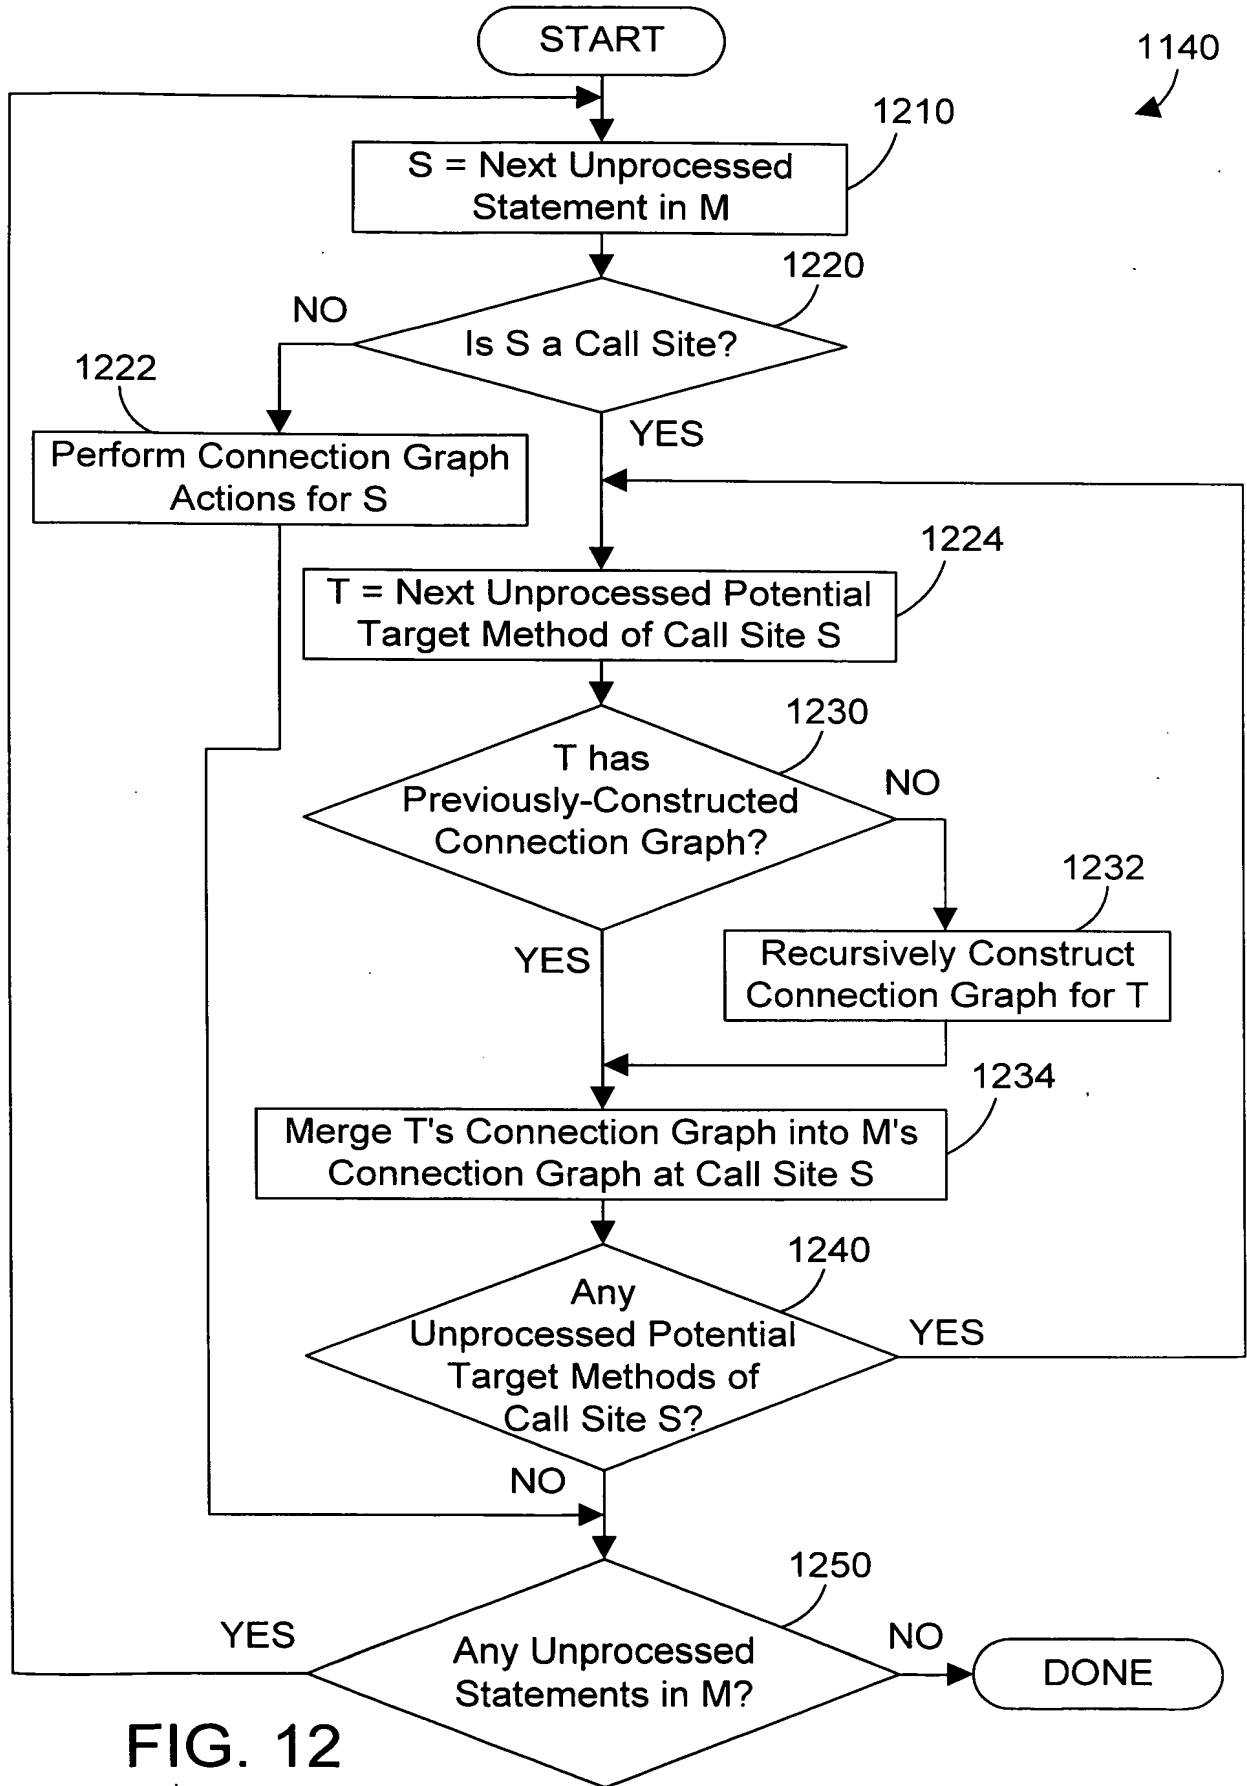 START
1140
1210
S = Next Unprocessed
Statement in M
1220
NO
Is S a Call Site?
1222
YES
Perform Connection Graph
Actions for S
1224
T = Next Unprocessed Potential
Target Method of Call Site S
1230
T has
Previously-Constructed
Connection Graph?
NO
1232
YES
Recursively Construct
Connection Graph for T
1234
Merge T's Connection Graph into M's
Connection Graph at Call Site S
1240
Any
Unprocessed Potential
Target Methods of
Call Site S?
YES
NO
1250
YES
Any Unprocessed
Statements in M?
NO
DONE
FIG. 12